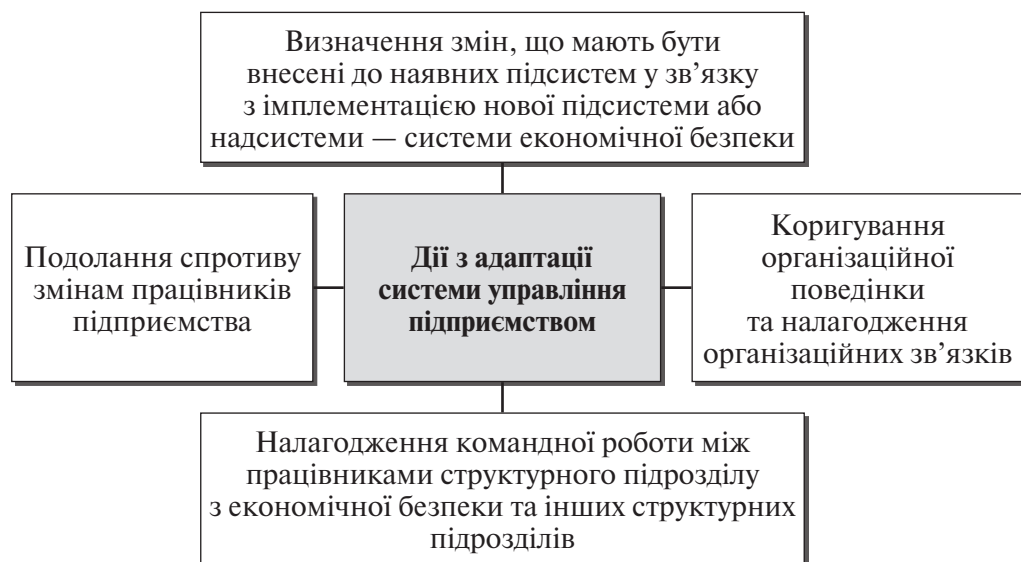 Визначення змін, що мають бути
внесені до наявних підсистем у зв’язку
з імплементацією нової підсистеми або
надсистеми — системи економічної безпеки
Подолання спротиву
змінам працівників
підприємства
Дії з адаптації
системи управління
підприємством
Коригування
організаційної
поведінки
та налагодження
організаційних зв’язків
Налагодження командної роботи між
працівниками структурного підрозділу
з економічної безпеки та інших структурних
підрозділів